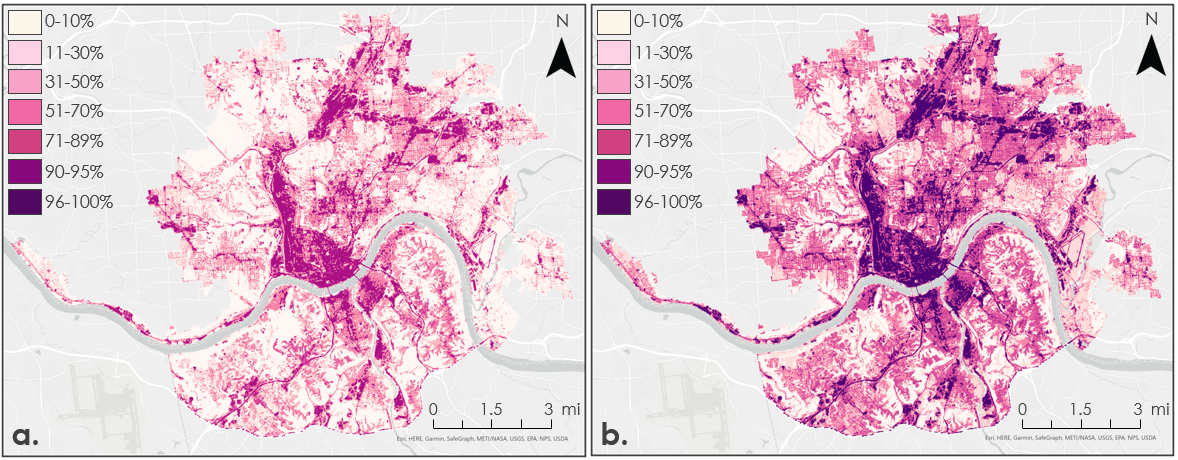 0-10%
11-30%
31-50%
51-70%
71-89%
90-95%
96-100%
N
0 1.5 3 mi
Esri, HERE, Garmin, SafeGraph, METI/NASA, USGS, EPA, NPS, USDA
a.
0-10%
11-30%
31-50%
51-70%
71-89%
90-95%
96-100%
N
0 1.5 3 mi
Esri, HERE, Garmin, SafeGraph, METI/NASA, USGS, EPA, NPS, USDA
b.